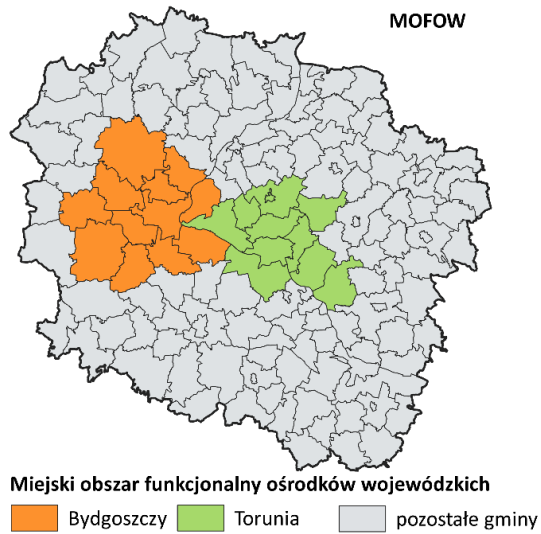 MOFOW
Miejski obszar funkcjonalny ośrodków wojewódzkich
Bydgoszczy Torunia pozostałe gminy